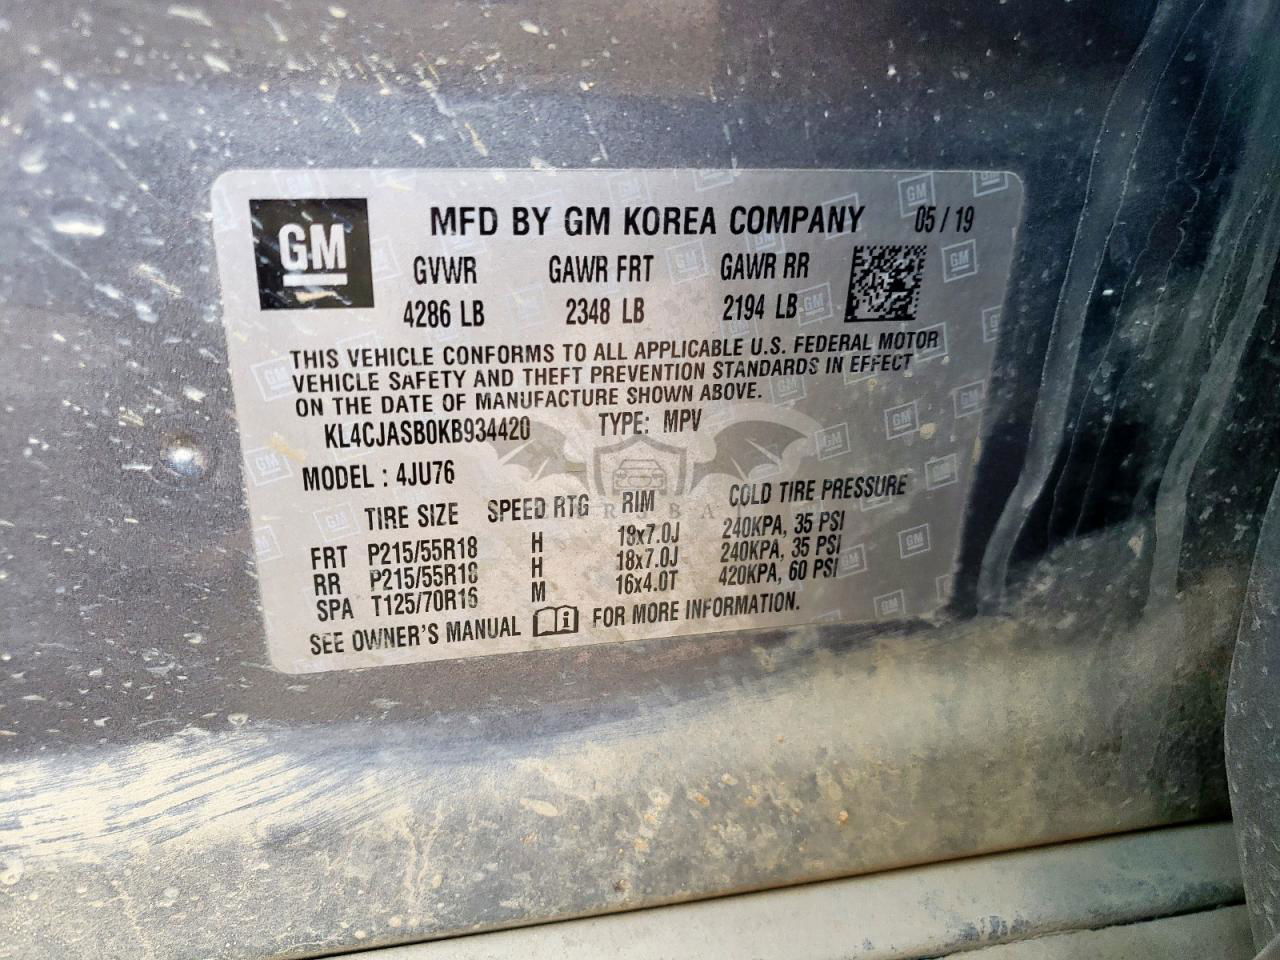 GM
MFD BY GM KOREA COMPANY 05/19
GVWR GAWR FRT GAWR RR
4286 LB 2348 LB 2194 LB
THIS VEHICLE CONFORMS TO ALL APPLICABLE U.S. FEDERAL MOTOR
VEHICLE SAFETY AND THEFT PREVENTION STANDARDS IN EFFECT
ON THE DATE OF MANUFACTURE SHOWN ABOVE.
KL4CJASB0KB934420 TYPE: MPV
MODEL : 4JU76
TIRE SIZE SPEED RTG RIM COLD TIRE PRESSURE
FRT P215/55R18 H 18x7.0J 240KPA, 35 PSI
RR P215/55R18 H 18x7.0J 240KPA, 35 PSI
SPA T125/70R16 M 16x4.0T 420KPA, 60 PSI
SEE OWNER'S MANUAL FOR MORE INFORMATION.